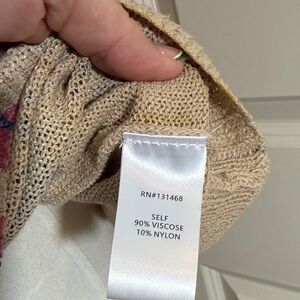 RN#131468
SELF
90% VISCOSE
10% NYLON